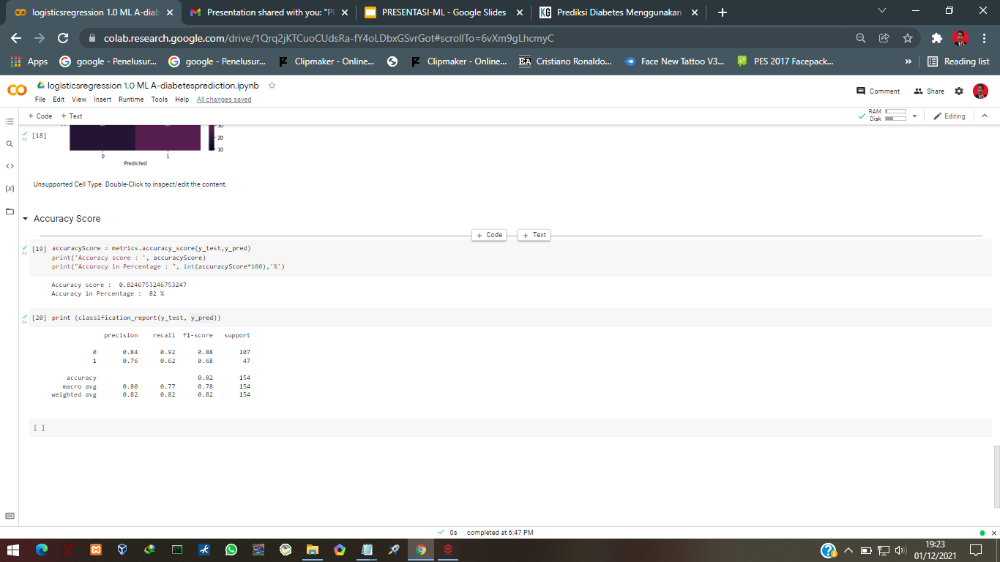 logisticsregression 1.0 ML A-diab
Presentation shared with you: "PF
PRESENTASI-ML - Google Slides
KG Prediksi Diabetes Menggunakan
colab.research.google.com/drive/1Qrq2jKTCuoCUdsRa-fY4oLDbxGSvrGot#scrollTo=6vXm9gLhcmyC
Apps
google - Penelusur...
google - Penelusur...
Clipmaker - Online...
Clipmaker - Online...
EA Cristiano Ronaldo...
Face New Tattoo V3...
PES 2017 Facepack...
»
Reading list
logisticsregression 1.0 ML A-diabetesprediction.ipynb
File Edit View Insert Runtime Tools Help All changes saved
Comment Share
+ Code + Text
RAM
Disk
Editing
[18]
20
10
0 1
Predicted
Unsupported Cell Type. Double-Click to inspect/edit the content.
Accuracy Score
+ Code + Text
[19] accuracyScore = metrics.accuracy_score(y_test,y_pred)
print('Accuracy score : ', accuracyScore)
print("Accuracy in Percentage : ", int(accuracyScore*100),'%')
Accuracy score : 0.8246753246753247
Accuracy in Percentage : 82 %
[20] print (classification_report(y_test, y_pred))
precision recall f1-score support
0 0.84 0.92 0.88 107
1 0.76 0.62 0.68 47
accuracy 0.82 154
macro avg 0.80 0.77 0.78 154
weighted avg 0.82 0.82 0.82 154
[ ]
0s completed at 6:47 PM
19:23
01/12/2021